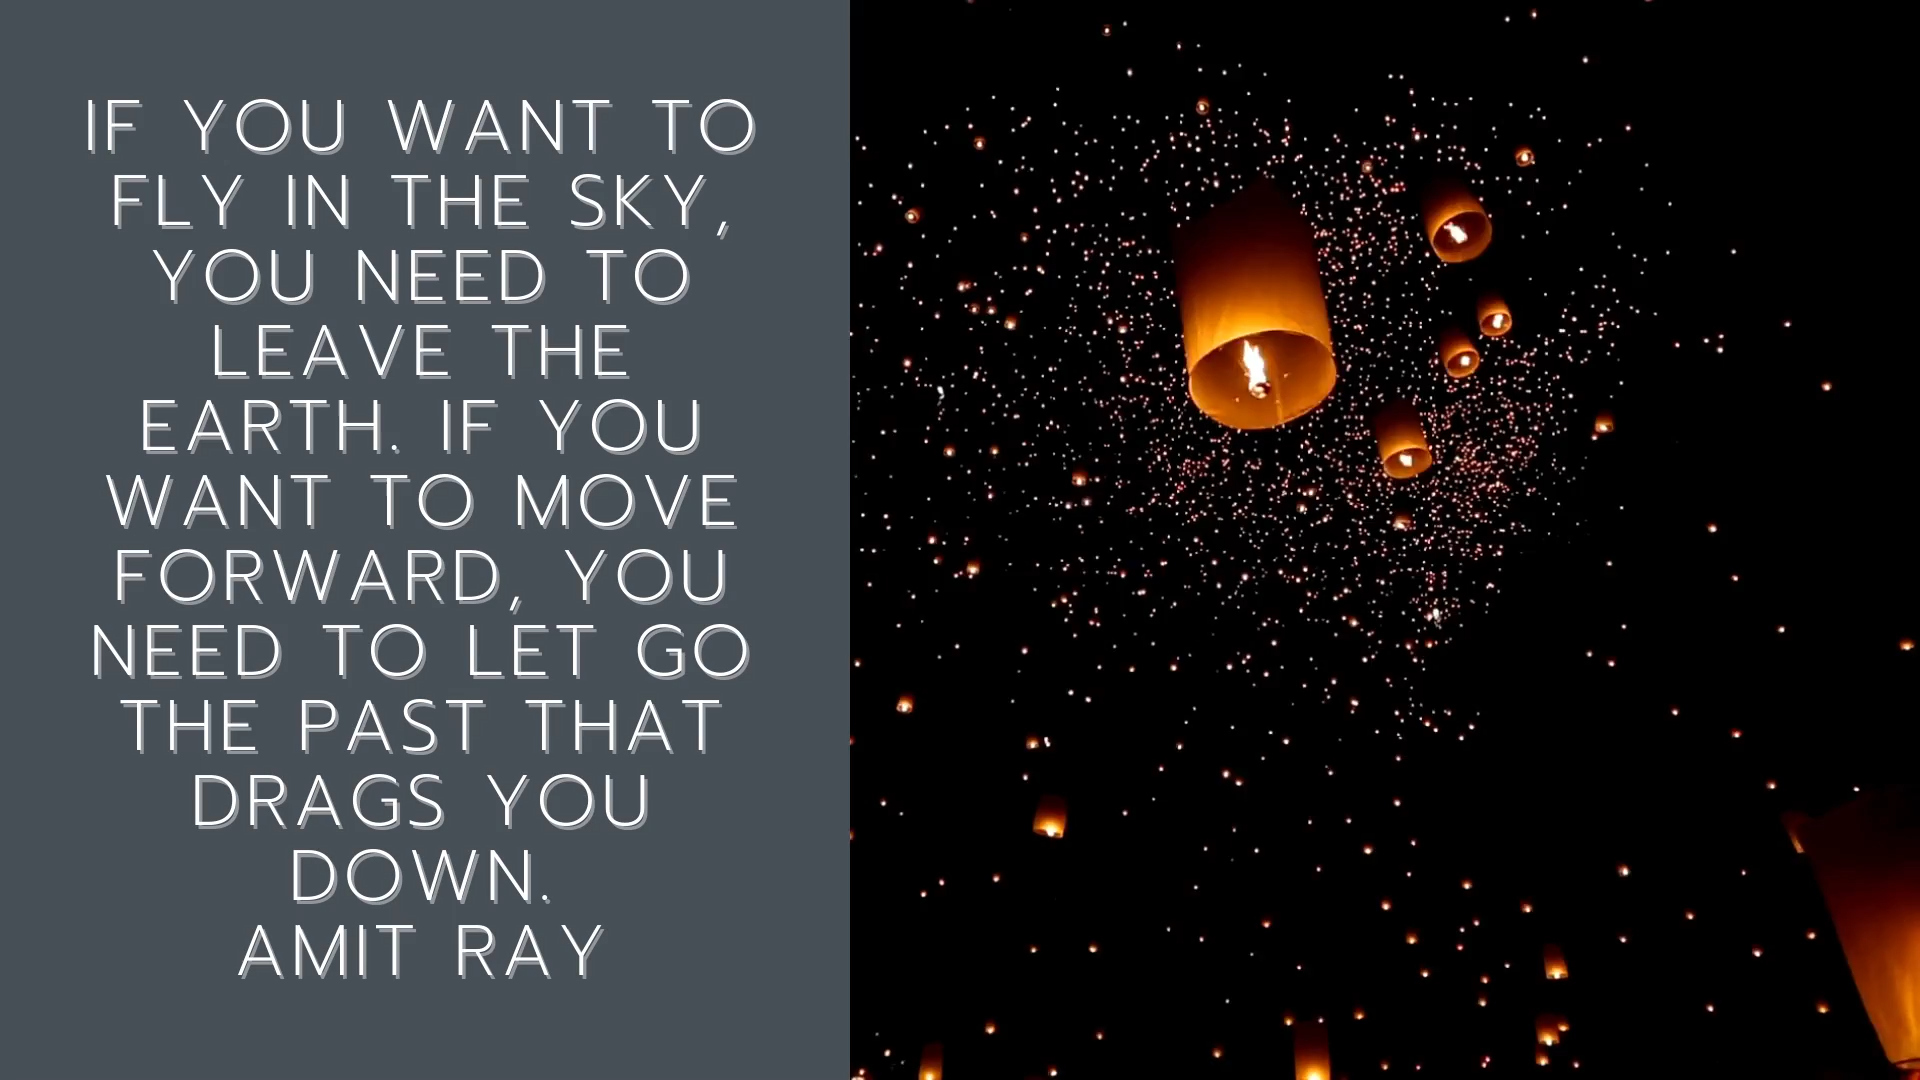 IF YOU WANT TO
FLY IN THE SKY,
YOU NEED TO
LEAVE THE
EARTH. IF YOU
WANT TO MOVE
FORWARD, YOU
NEED TO LET GO
THE PAST THAT
DRAGS YOU
DOWN.
AMIT RAY